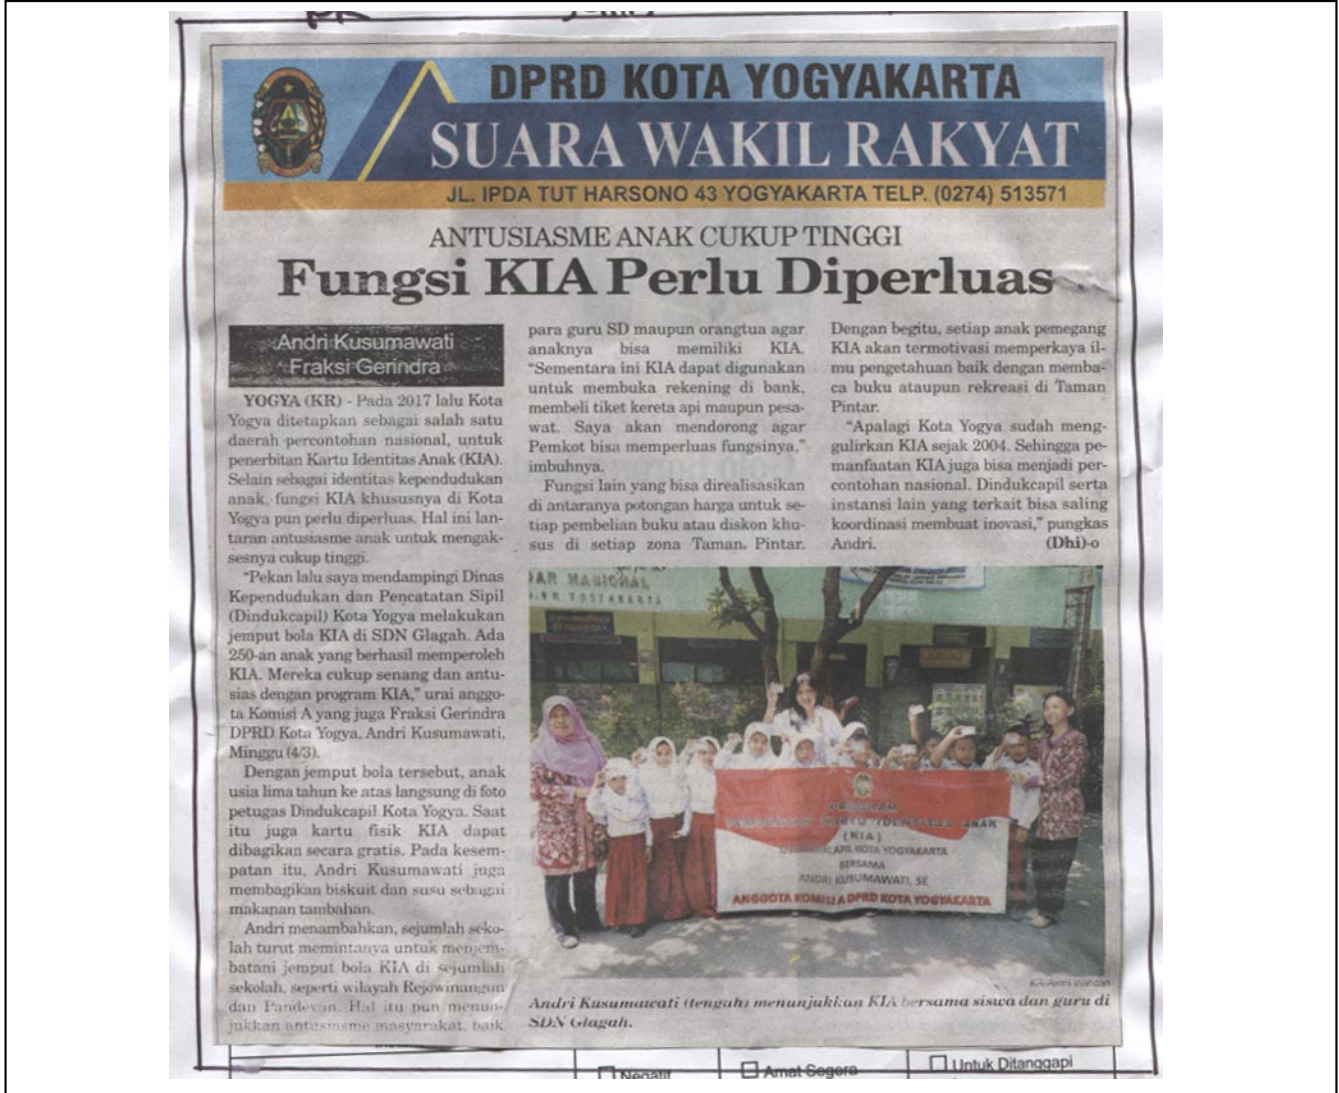 DPRD KOTA YOGYAKARTA
SUARA WAKIL RAKYAT
JL. IPDA TUT HARSONO 43 YOGYAKARTA TELP. (0274) 513571
ANTUSIASME ANAK CUKUP TINGGI
Fungsi KIA Perlu Diperluas
Andri Kusumawati
Fraksi Gerindra
YOGYA (KR) - Pada 2017 lalu Kota
Yogya ditetapkan sebagai salah satu
daerah percontohan nasional, untuk
penerbitan Kartu Identitas Anak (KIA).
Selain sebagai identitas kependudukan
anak, fungsi KIA khususnya di Kota
Yogya pun perlu diperluas. Hal ini lan-
taran antusiasme anak untuk mengak-
sesnya cukup tinggi.
"Pekan lalu saya mendampingi Dinas
Kependudukan dan Pencatatan Sipil
(Dindukcapil) Kota Yogya melakukan
jemput bola KIA di SDN Glagah. Ada
250-an anak yang berhasil memperoleh
KIA. Mereka cukup senang dan antu-
sias dengan program KIA," urai anggo-
ta Komisi A yang juga Fraksi Gerindra
DPRD Kota Yogya, Andri Kusumawati,
Minggu (4/3).
Dengan jemput bola tersebut, anak
usia lima tahun ke atas langsung di foto
petugas Dindukcapil Kota Yogya. Saat
itu juga kartu fisik KIA dapat
dibagikan secara gratis. Pada kesem-
patan itu, Andri Kusumawati juga
membagikan biskuit dan susu sebagai
makanan tambahan.
Andri menambahkan, sejumlah seko-
lah turut memintanya untuk menjem-
batani jemput bola KIA di sejumlah
sekolah, seperti wilayah Rejowinangun
dan Pandeyan. Hal itu pun menun-
jukkan antusiasme masyarakat, baik
para guru SD maupun orangtua agar
anaknya bisa memiliki KIA.
"Sementara ini KIA dapat digunakan
untuk membuka rekening di bank,
membeli tiket kereta api maupun pesa-
wat. Saya akan mendorong agar
Pemkot bisa memperluas fungsinya,"
imbuhnya.
Fungsi lain yang bisa direalisasikan
di antaranya potongan harga untuk se-
tiap pembelian buku atau diskon khu-
sus di setiap zona Taman. Pintar.
Dengan begitu, setiap anak pemegang
KIA akan termotivasi memperkaya il-
mu pengetahuan baik dengan memba-
ca buku ataupun rekreasi di Taman
Pintar.
"Apalagi Kota Yogya sudah meng-
gulirkan KIA sejak 2004. Sehingga pe-
manfaatan KIA juga bisa menjadi per-
contohan nasional. Dindukcapil serta
instansi lain yang terkait bisa saling
koordinasi membuat inovasi," pungkas
Andri. (Dhi)-o
DAR NASIONAL
YOGYAKARTA
PROGRAM
PEMBUATAN KARTU IDENTITAS ANAK
(KIA)
DINDUKCAPIL KOTA YOGYAKARTA
BERSAMA
ANDRI KUSUMAWATI, SE
ANGGOTA KOMISI A DPRD KOTA YOGYAKARTA
Andri Kusumawati (tengah) menunjukkan KIA bersama siswa dan guru di
SDN Glagah.
Negatif
Amat Segera
Untuk Ditanggapi